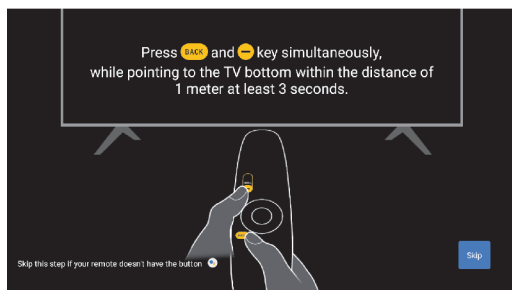 Press BACK and − key simultaneously,
while pointing to the TV bottom within the distance of
1 meter at least 3 seconds.
BACK
Skip this step if your remote doesn't have the button
Skip